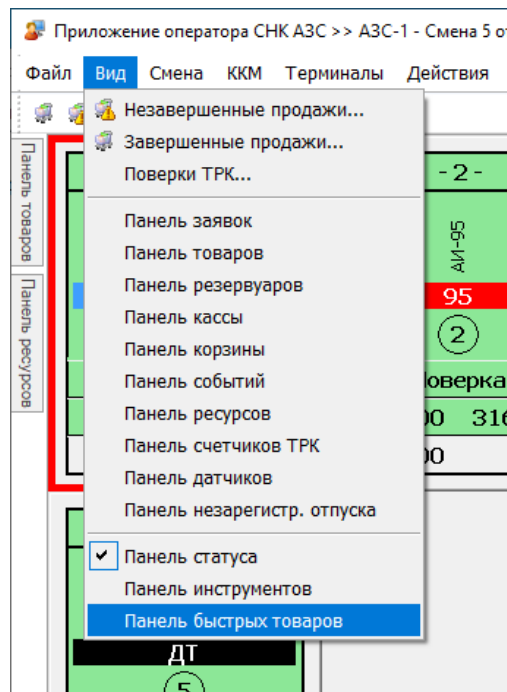 Приложение оператора СНК АЗС >> АЗС-1 - Смена 5 о
Файл Вид Смена ККМ Терминалы Действия
Незавершенные продажи...
Завершенные продажи...
Поверки ТРК...
Панель заявок
Панель товаров
Панель резервуаров
Панель кассы
Панель корзины
Панель событий
Панель ресурсов
Панель счетчиков ТРК
Панель датчиков
Панель незарегистр. отпуска
Панель статуса
Панель инструментов
Панель быстрых товаров
Панель товаров
Панель ресурсов
- 2 -
АИ-95
95
2
оверка
00 316
00
ДТ
5